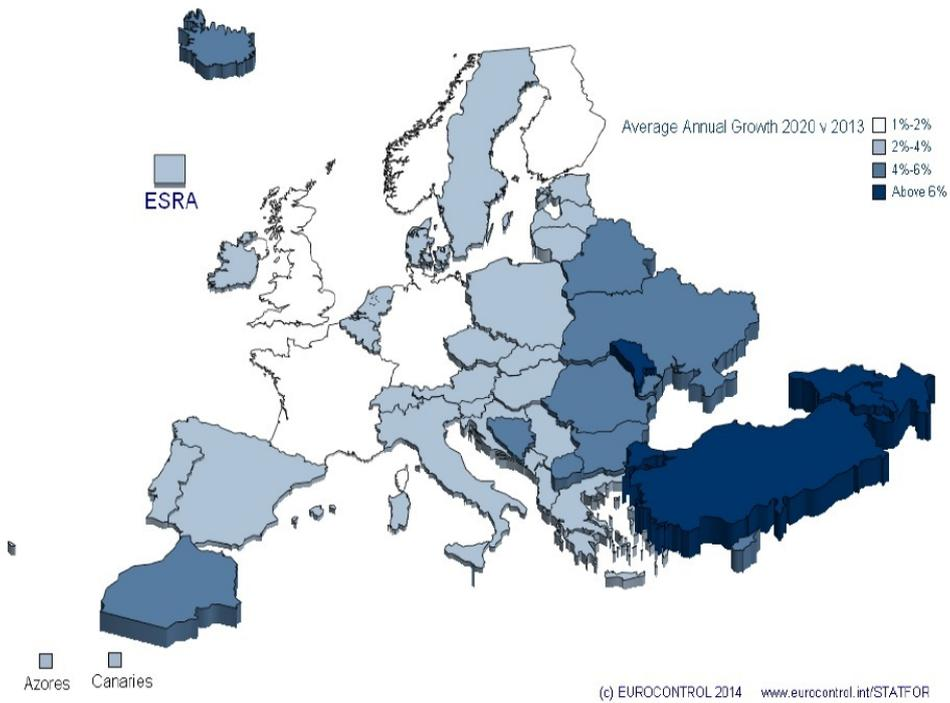 Average Annual Growth 2020 v 2013
1%-2%
2%-4%
4%-6%
Above 6%
ESRA
Azores
Canaries
(c) EUROCONTROL 2014 www.eurocontrol.int/STATFOR